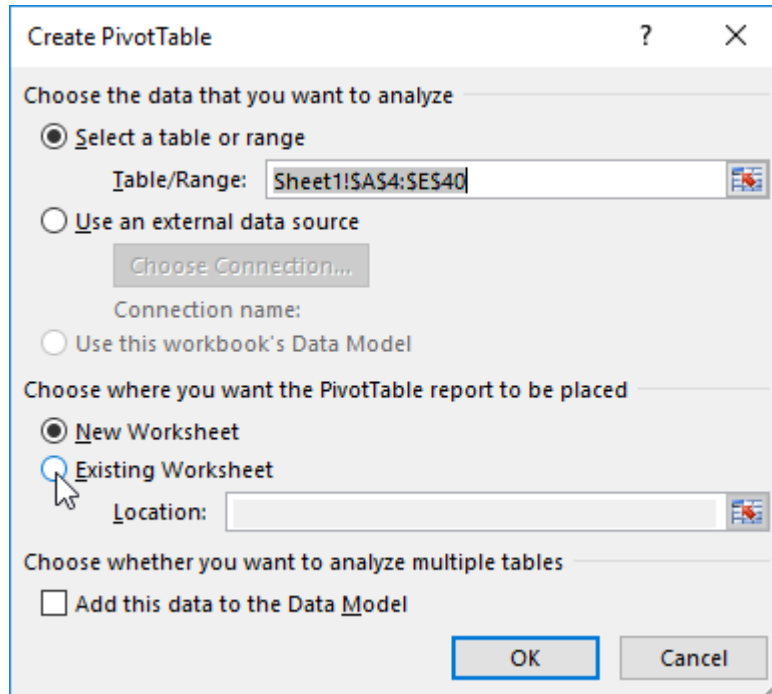 Create PivotTable ?
Choose the data that you want to analyze
Select a table or range
Table/Range: Sheet1!$A$4:$E$40
Use an external data source
Choose Connection...
Connection name:
Use this workbook's Data Model
Choose where you want the PivotTable report to be placed
New Worksheet
Existing Worksheet
Location:
Choose whether you want to analyze multiple tables
Add this data to the Data Model
OK Cancel